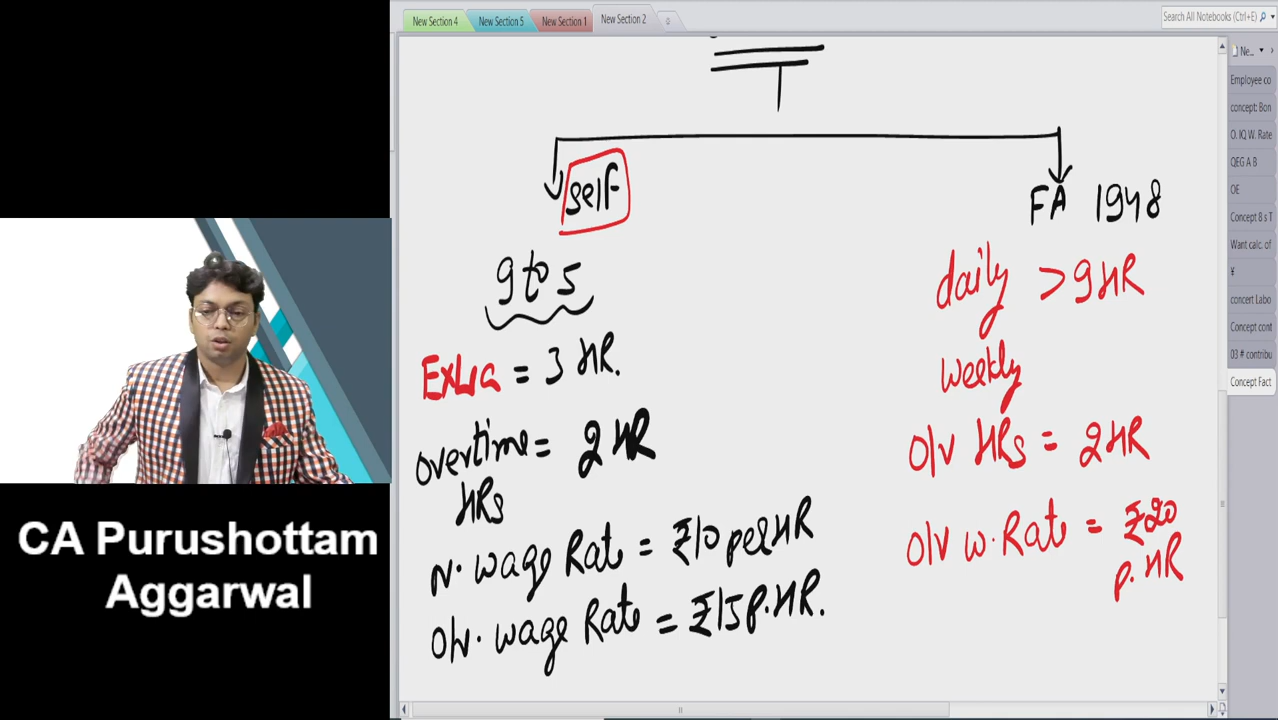 New Section 4
New Section 5
New Section 1
New Section 2
Search All Notebooks (Ctrl+E)
Ne...
Employee co
concept: Bon
O. IQ W. Rate
QEG A B
OE
Concept 8 s T
Want calc. of
¥
concert Labo
Concept cont
03 # contribu
Concept Fact
self
FA 1948
9 to 5
daily > 9 HR
Extra = 3 HR.
weekly
overtime = 2 HR
HRs
O/v HRs = 2 HR
N. wage Rate = ₹10 per HR
O/v w. Rate = ₹20
p. HR
O/v. wage Rate = ₹15 p. HR.
CA Purushottam
Aggarwal